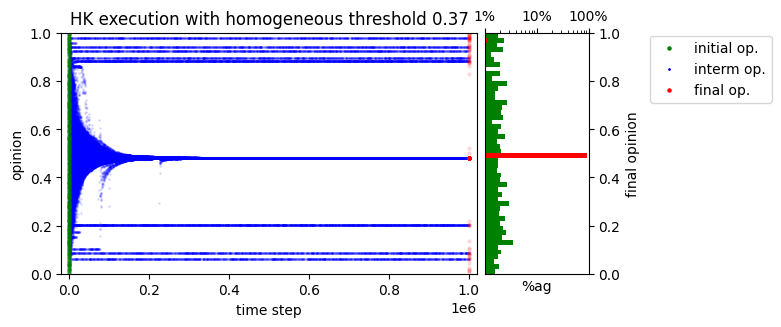 HK execution with homogeneous threshold 0.37
1% 10% 100%
initial op.
interm op.
final op.
1.0 1.0
0.8 0.8
0.6 0.6
opinion
final opinion
0.4 0.4
0.2 0.2
0.0 0.0
0.0 0.2 0.4 0.6 0.8 1.0
%ag
time step
1e6